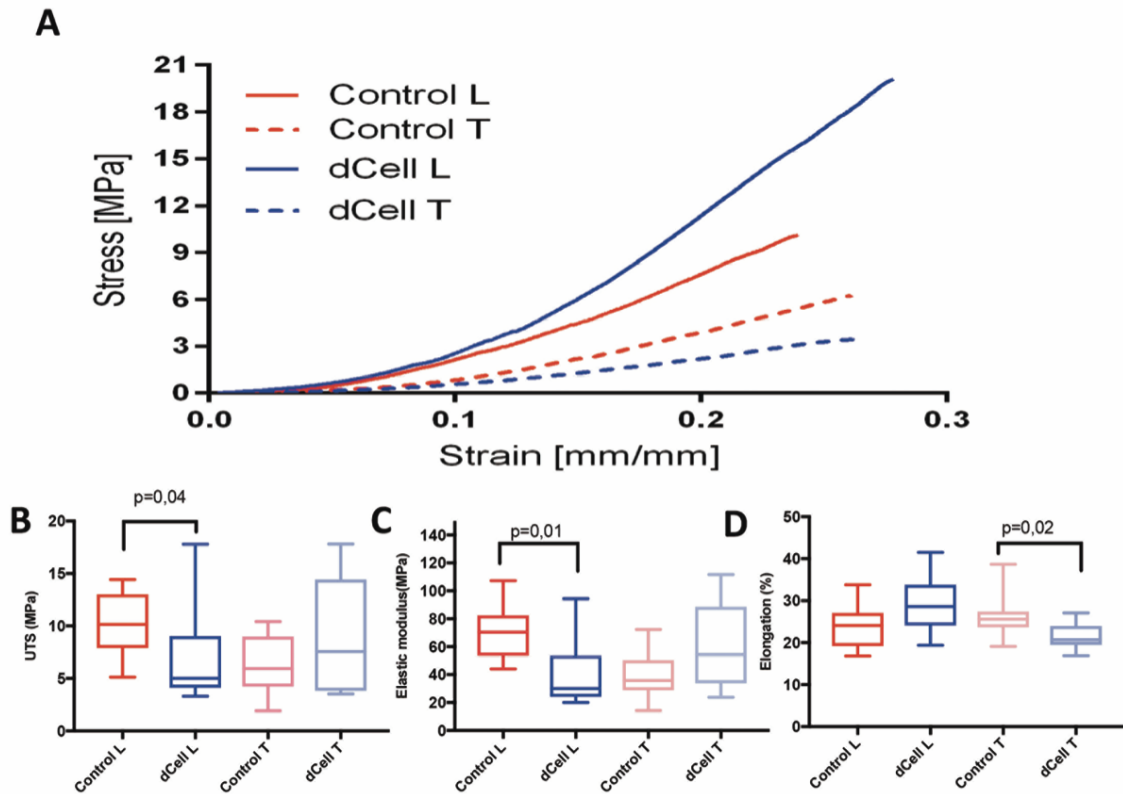 A
Stress [MPa]
21
18
15
12
9
6
3
0
Control L
Control T
dCell L
dCell T
0.0 0.1 0.2 0.3
Strain [mm/mm]
B
p=0,04
UTS (MPa)
20
15
10
5
0
Control L dCell L Control T dCell T
C
p=0,01
Elastic modulus(MPa)
140
120
100
80
60
40
20
0
Control L dCell L Control T dCell T
D
p=0,02
Elongation (%)
50
40
30
20
10
0
Control L dCell L Control T dCell T